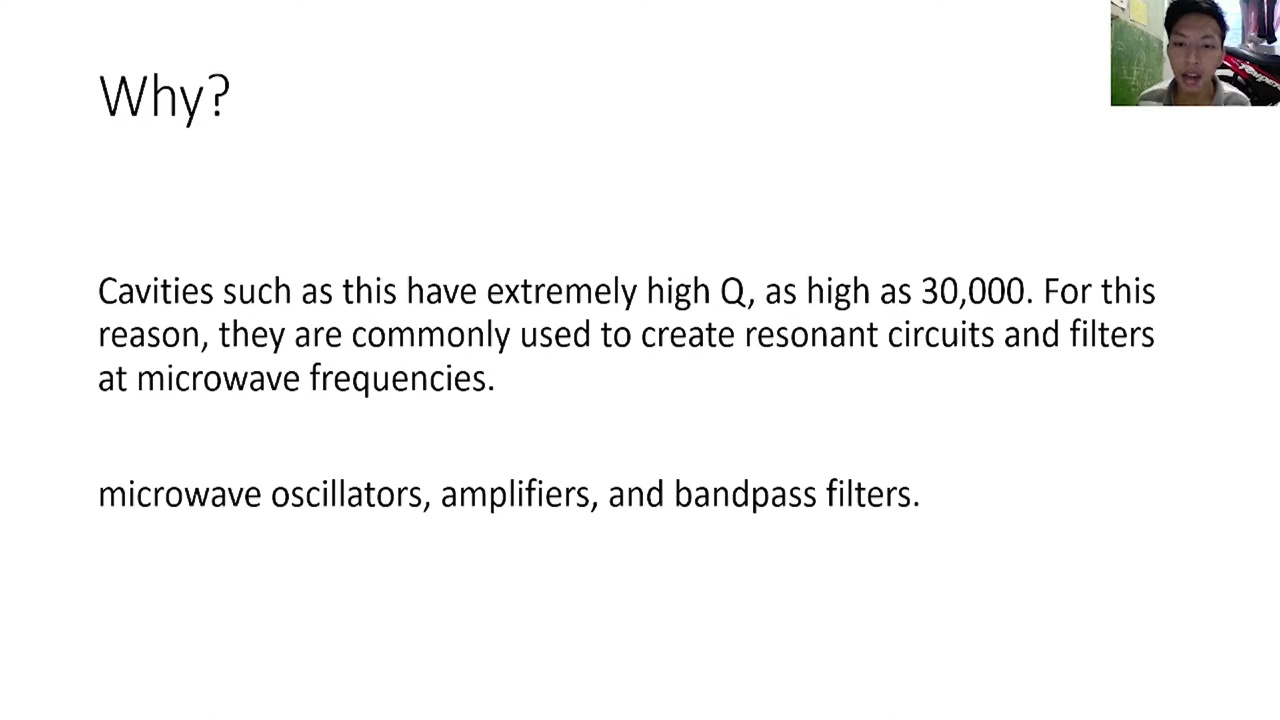 Why?
Cavities such as this have extremely high Q, as high as 30,000. For this
reason, they are commonly used to create resonant circuits and filters
at microwave frequencies.
microwave oscillators, amplifiers, and bandpass filters.